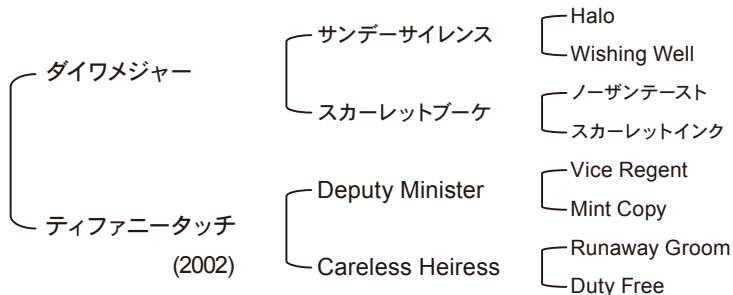 ダイワメジャー
ティファニータッチ
(2002)
サンデーサイレンス
スカーレットブーケ
Deputy Minister
Careless Heiress
Halo
Wishing Well
ノーザンテースト
スカーレットインク
Vice Regent
Mint Copy
Runaway Groom
Duty Free